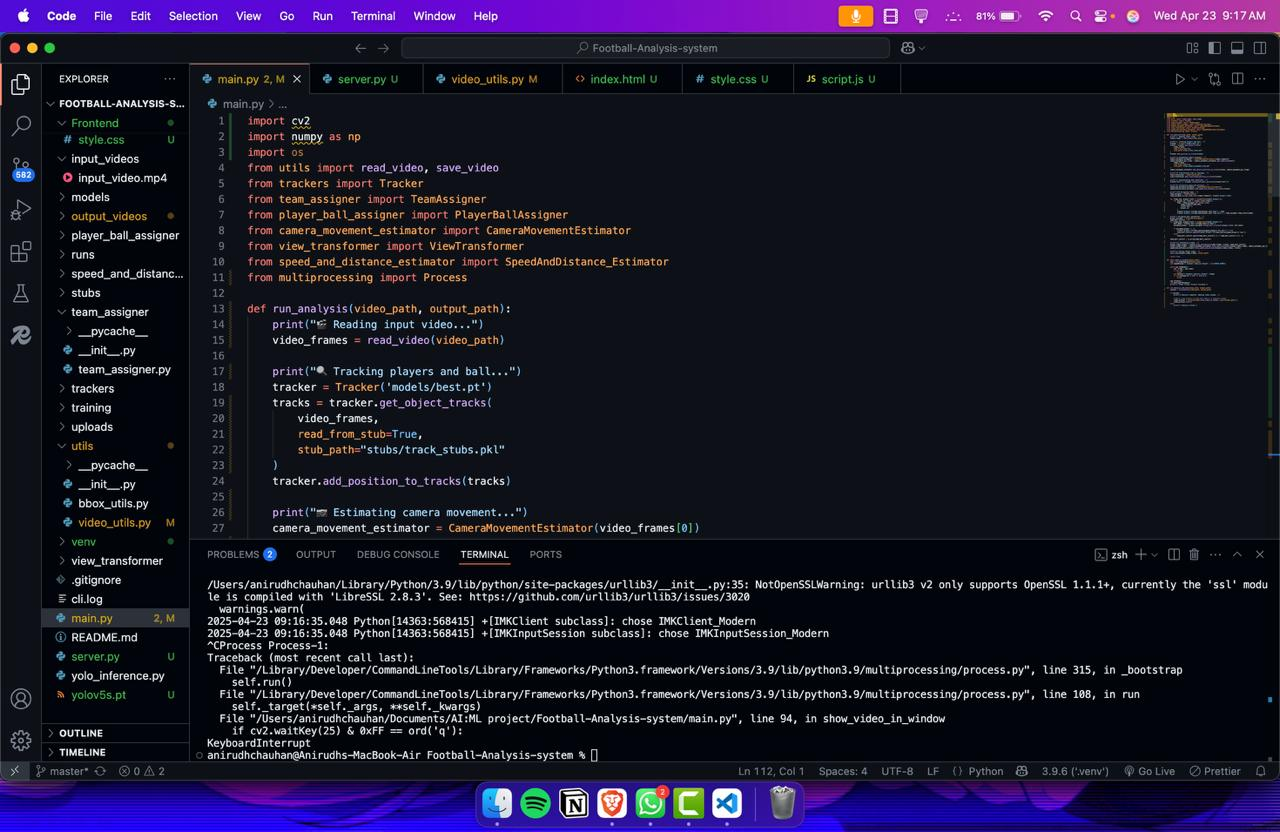 Code File Edit Selection View Go Run Terminal Window Help 81% Wed Apr 23 9:17 AM
Football-Analysis-system
EXPLORER
FOOTBALL-ANALYSIS-S...
Frontend
style.css U
input_videos
input_video.mp4
models
output_videos
player_ball_assigner
runs
speed_and_distanc...
stubs
team_assigner
__pycache__
__init__.py
team_assigner.py
trackers
training
uploads
utils
__pycache__
__init__.py
bbox_utils.py
video_utils.py M
venv
view_transformer
.gitignore
cli.log
main.py 2, M
README.md
server.py U
yolo_inference.py
yolov5s.pt U
OUTLINE
TIMELINE
582
main.py 2, M server.py U video_utils.py M index.html U style.css U script.js U
main.py > ...
1 import cv2
2 import numpy as np
3 import os
4 from utils import read_video, save_video
5 from trackers import Tracker
6 from team_assigner import TeamAssigner
7 from player_ball_assigner import PlayerBallAssigner
8 from camera_movement_estimator import CameraMovementEstimator
9 from view_transformer import ViewTransformer
10 from speed_and_distance_estimator import SpeedAndDistance_Estimator
11 from multiprocessing import Process
12
13 def run_analysis(video_path, output_path):
14 print("🎬 Reading input video...")
15 video_frames = read_video(video_path)
16
17 print("🔍 Tracking players and ball...")
18 tracker = Tracker('models/best.pt')
19 tracks = tracker.get_object_tracks(
20 video_frames,
21 read_from_stub=True,
22 stub_path="stubs/track_stubs.pkl"
23 )
24 tracker.add_position_to_tracks(tracks)
25
26 print("📷 Estimating camera movement...")
27 camera_movement_estimator = CameraMovementEstimator(video_frames[0])
PROBLEMS 2 OUTPUT DEBUG CONSOLE TERMINAL PORTS zsh
/Users/anirudhchauhan/Library/Python/3.9/lib/python/site-packages/urllib3/__init__.py:35: NotOpenSSLWarning: urllib3 v2 only supports OpenSSL 1.1.1+, currently the 'ssl' modu
le is compiled with 'LibreSSL 2.8.3'. See: https://github.com/urllib3/urllib3/issues/3020
warnings.warn(
2025-04-23 09:16:35.048 Python[14363:568415] +[IMKClient subclass]: chose IMKClient_Modern
2025-04-23 09:16:35.048 Python[14363:568415] +[IMKInputSession subclass]: chose IMKInputSession_Modern
^CProcess Process-1:
Traceback (most recent call last):
File "/Library/Developer/CommandLineTools/Library/Frameworks/Python3.framework/Versions/3.9/lib/python3.9/multiprocessing/process.py", line 315, in _bootstrap
self.run()
File "/Library/Developer/CommandLineTools/Library/Frameworks/Python3.framework/Versions/3.9/lib/python3.9/multiprocessing/process.py", line 108, in run
self._target(*self._args, **self._kwargs)
File "/Users/anirudhchauhan/Documents/AI:ML project/Football-Analysis-system/main.py", line 94, in show_video_in_window
if cv2.waitKey(25) & 0xFF == ord('q'):
KeyboardInterrupt
anirudhchauhan@Anirudhs-MacBook-Air Football-Analysis-system %
master* 0 2 Ln 112, Col 1 Spaces: 4 UTF-8 LF {} Python 3.9.6 ('.venv') Go Live Prettier
2